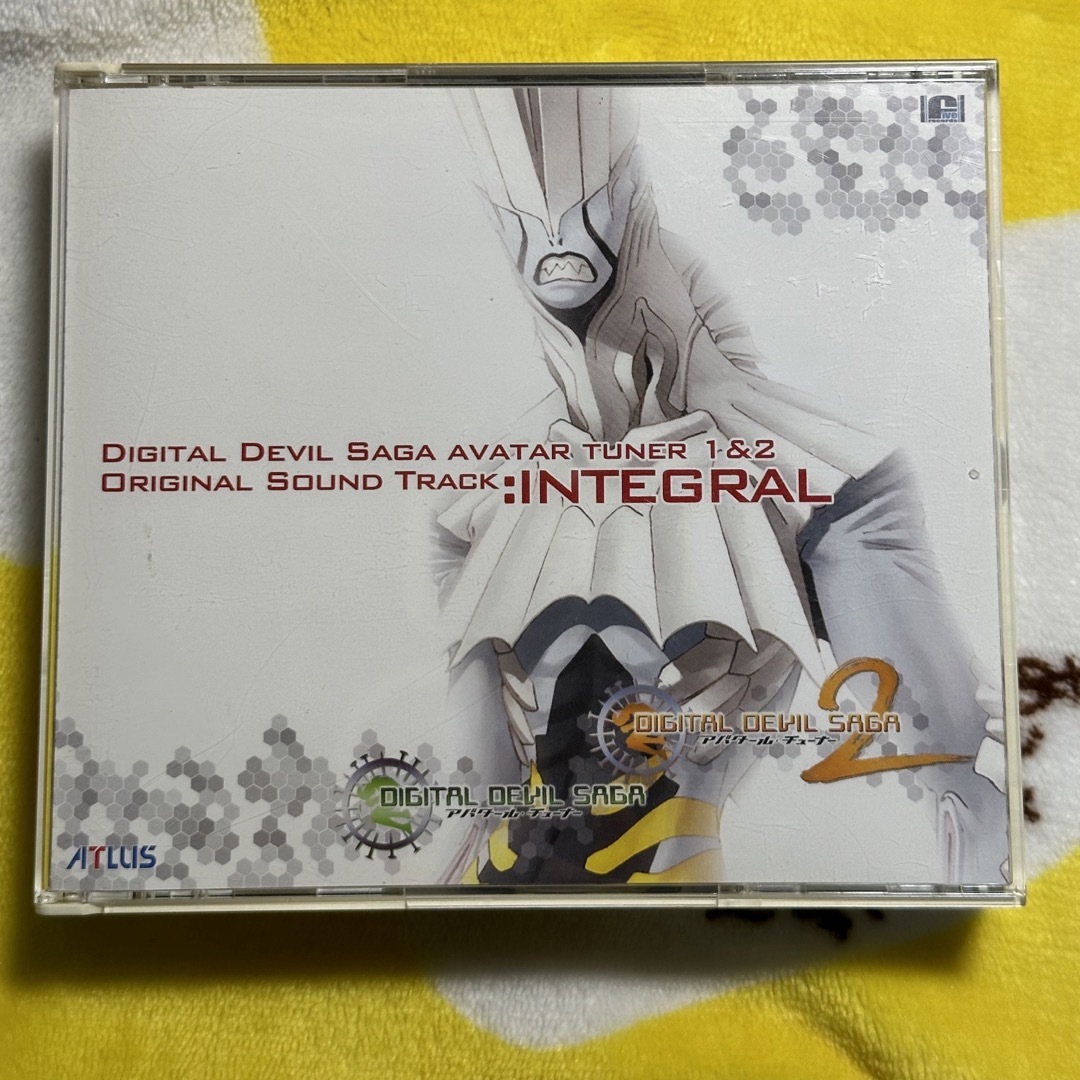 FIVE
records
DIGITAL DEVIL SAGA AVATAR TUNER 1&2
ORIGINAL SOUND TRACK :INTEGRAL
DIGITAL DEVIL SAGA 2
アバタール・チューナー
DIGITAL DEVIL SAGA
アバタール・チューナー
ATLUS